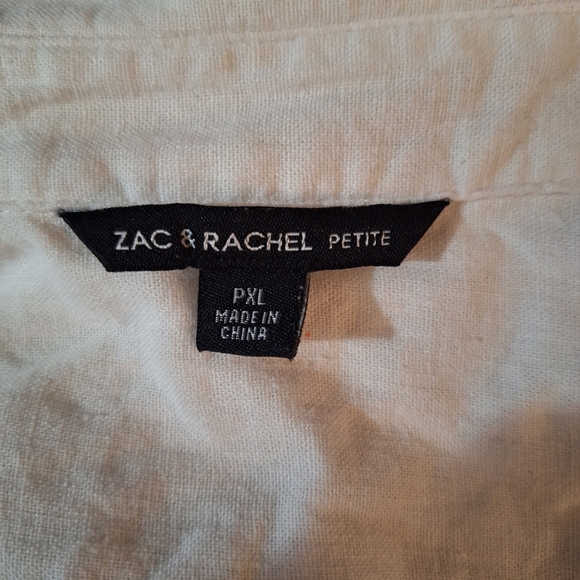 ZAC & RACHEL PETITE
PXL
MADE IN
CHINA